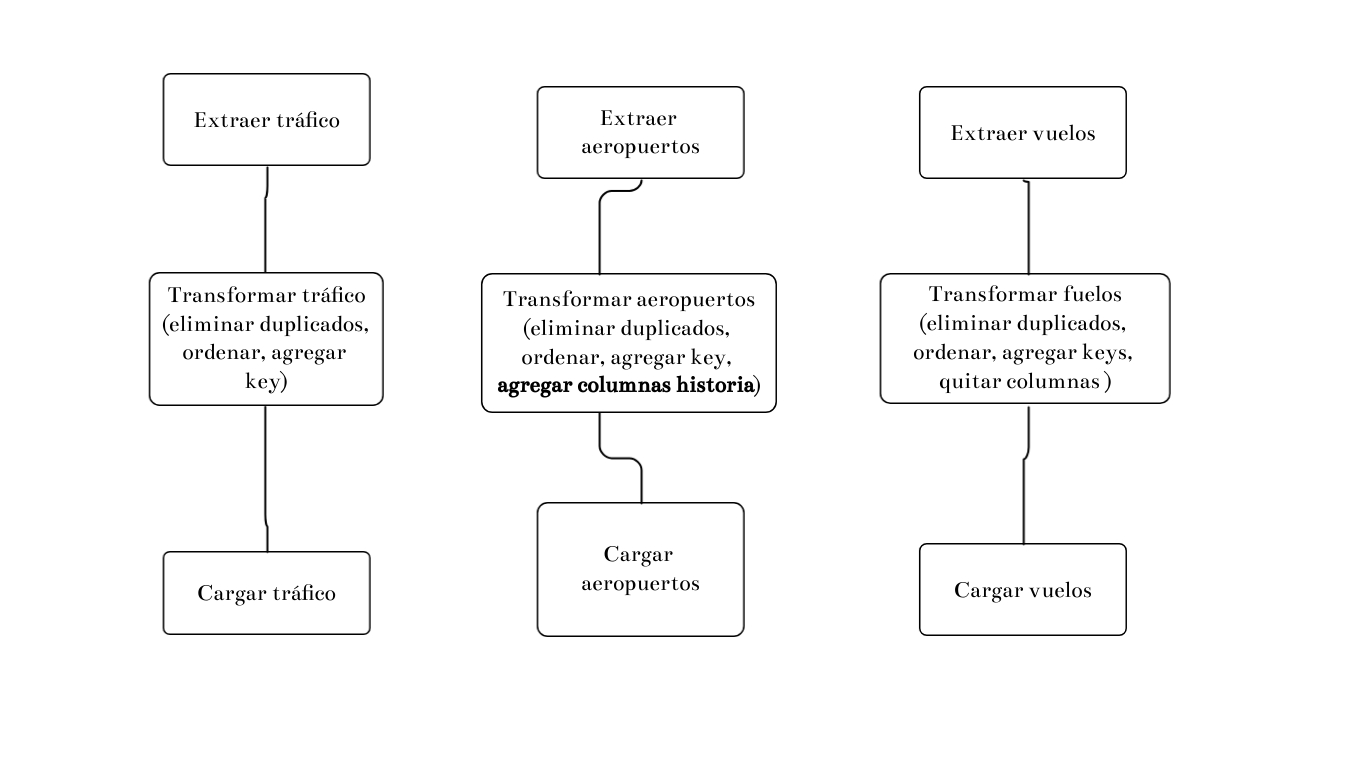 Extraer tráfico
Extraer
aeropuertos
Extraer vuelos
Transformar tráfico
(eliminar duplicados,
ordenar, agregar
key)
Transformar aeropuertos
(eliminar duplicados,
ordenar, agregar key,
agregar columnas historia)
Transformar fuelos
(eliminar duplicados,
ordenar, agregar keys,
quitar columnas )
Cargar tráfico
Cargar
aeropuertos
Cargar vuelos